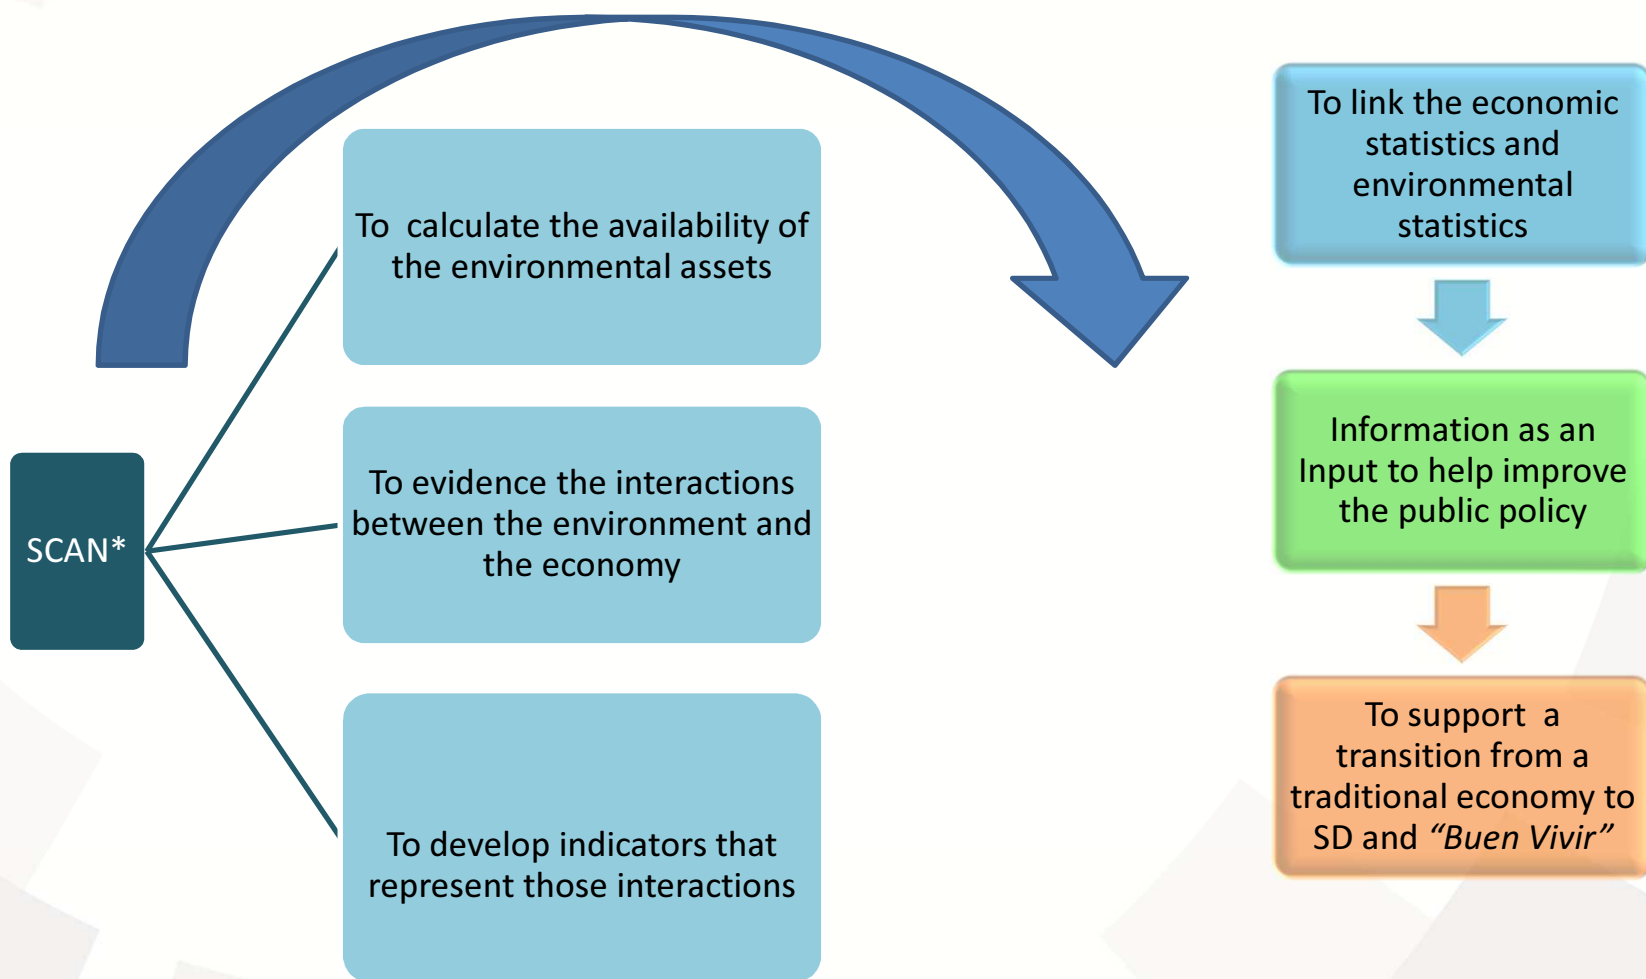 SCAN*
To calculate the availability of
the environmental assets
To evidence the interactions
between the environment and
the economy
To develop indicators that
represent those interactions
To link the economic
statistics and
environmental
statistics
Information as an
Input to help improve
the public policy
To support a
transition from a
traditional economy to
SD and “Buen Vivir”